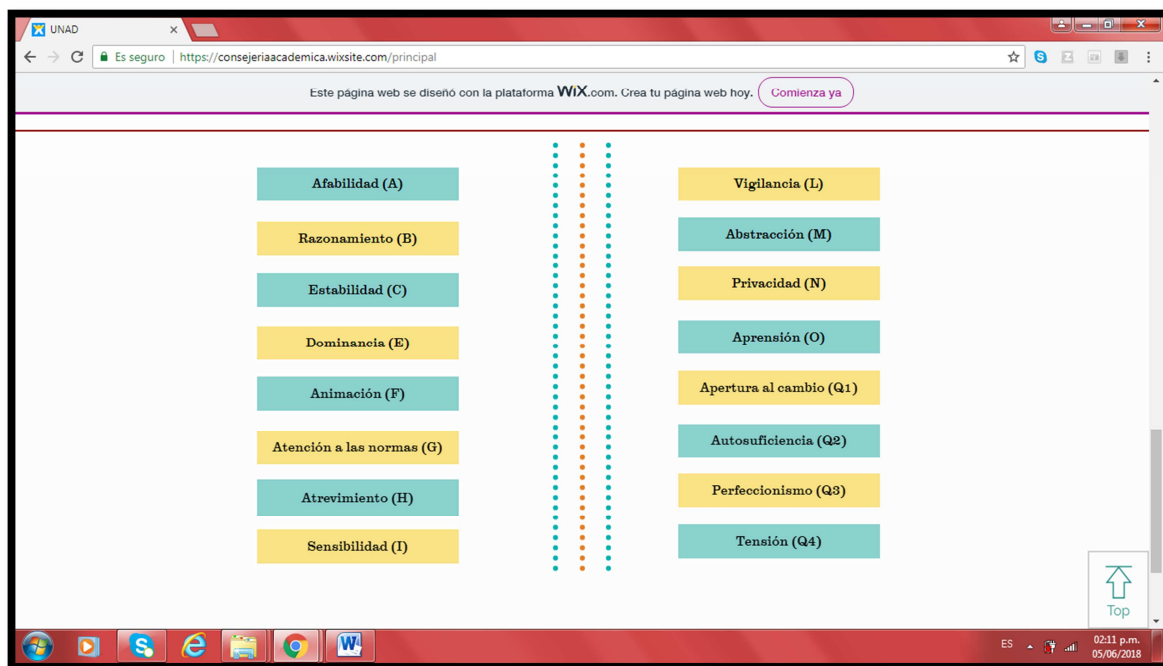 UNAD
Es seguro | https://consejeriaacademica.wixsite.com/principal
Este página web se diseñó con la plataforma WiX.com. Crea tu página web hoy. Comienza ya
Afabilidad (A)
Razonamiento (B)
Estabilidad (C)
Dominancia (E)
Animación (F)
Atención a las normas (G)
Atrevimiento (H)
Sensibilidad (I)
Vigilancia (L)
Abstracción (M)
Privacidad (N)
Aprensión (O)
Apertura al cambio (Q1)
Autosuficiencia (Q2)
Perfeccionismo (Q3)
Tensión (Q4)
Top
ES
02:11 p.m.
05/06/2018